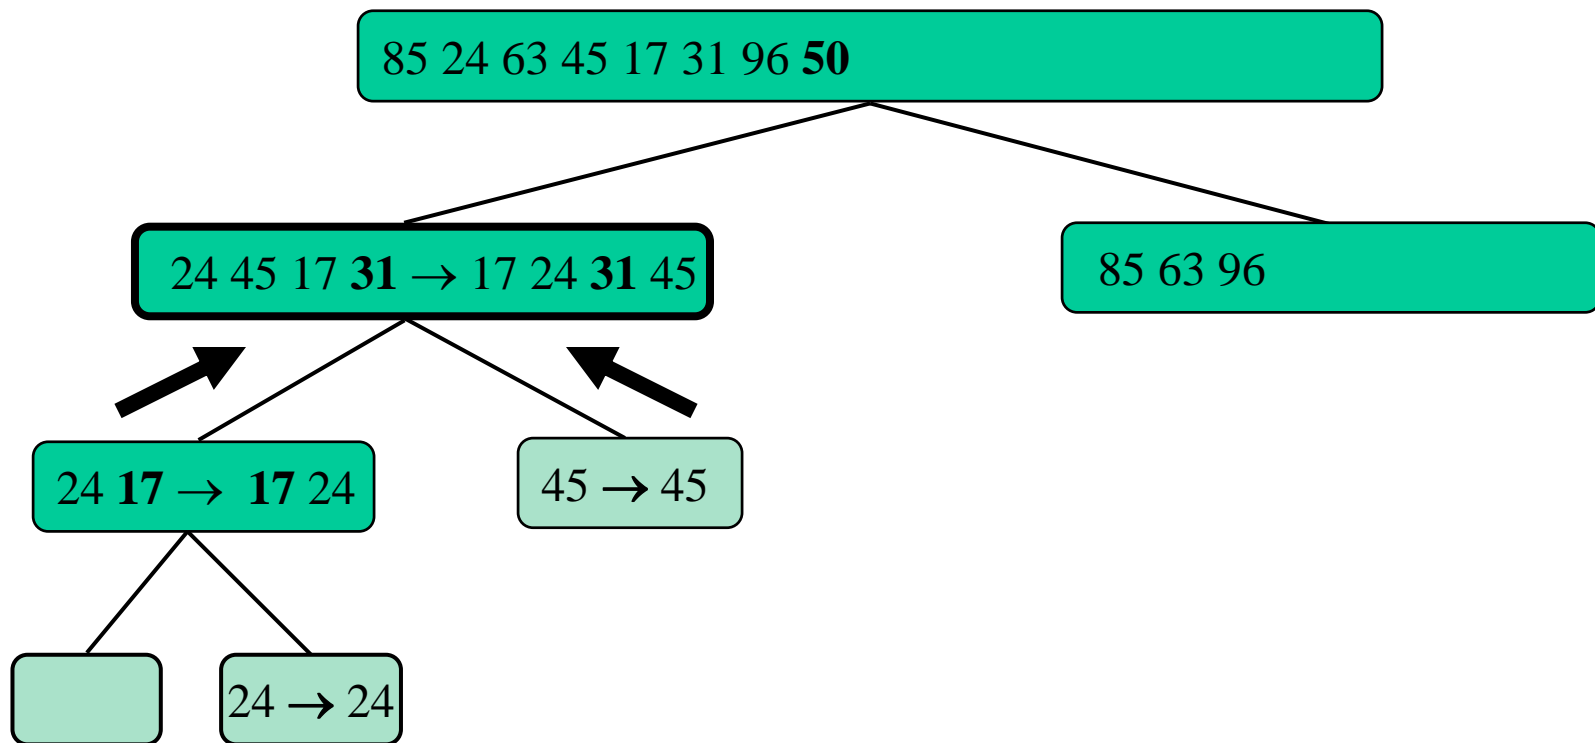 85 24 63 45 17 31 96 50
24 45 17 31 → 17 24 31 45
85 63 96
24 17 → 17 24
45 → 45
24 → 24